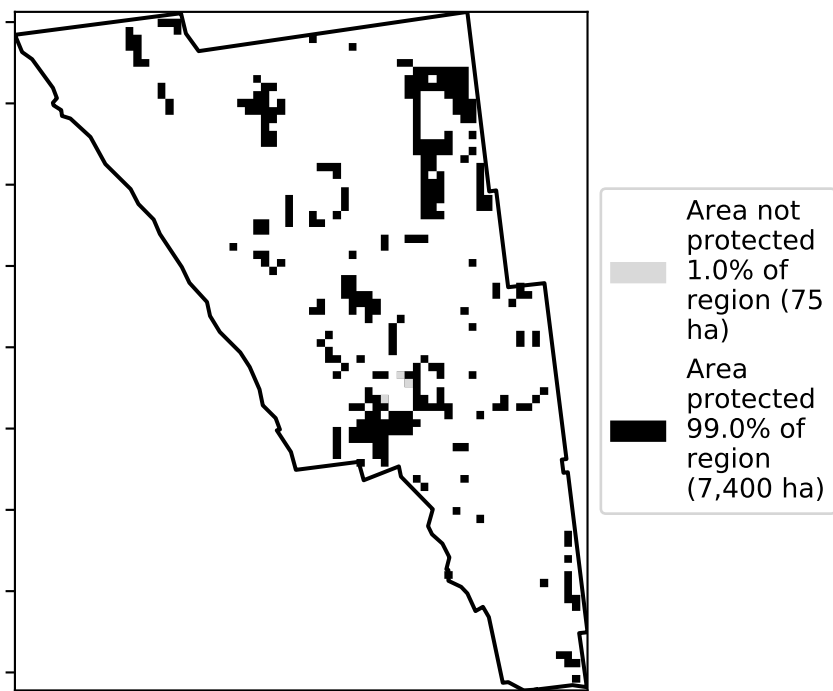 Area not
protected
1.0% of
region (75
ha)
Area
protected
99.0% of
region
(7,400 ha)